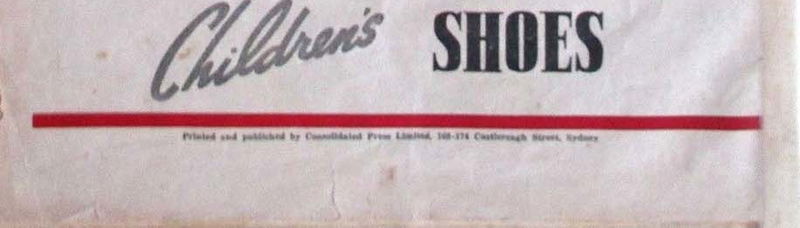 Children's SHOES
Printed and published by Consolidated Press Limited, 168-174 Castlereagh Street, Sydney